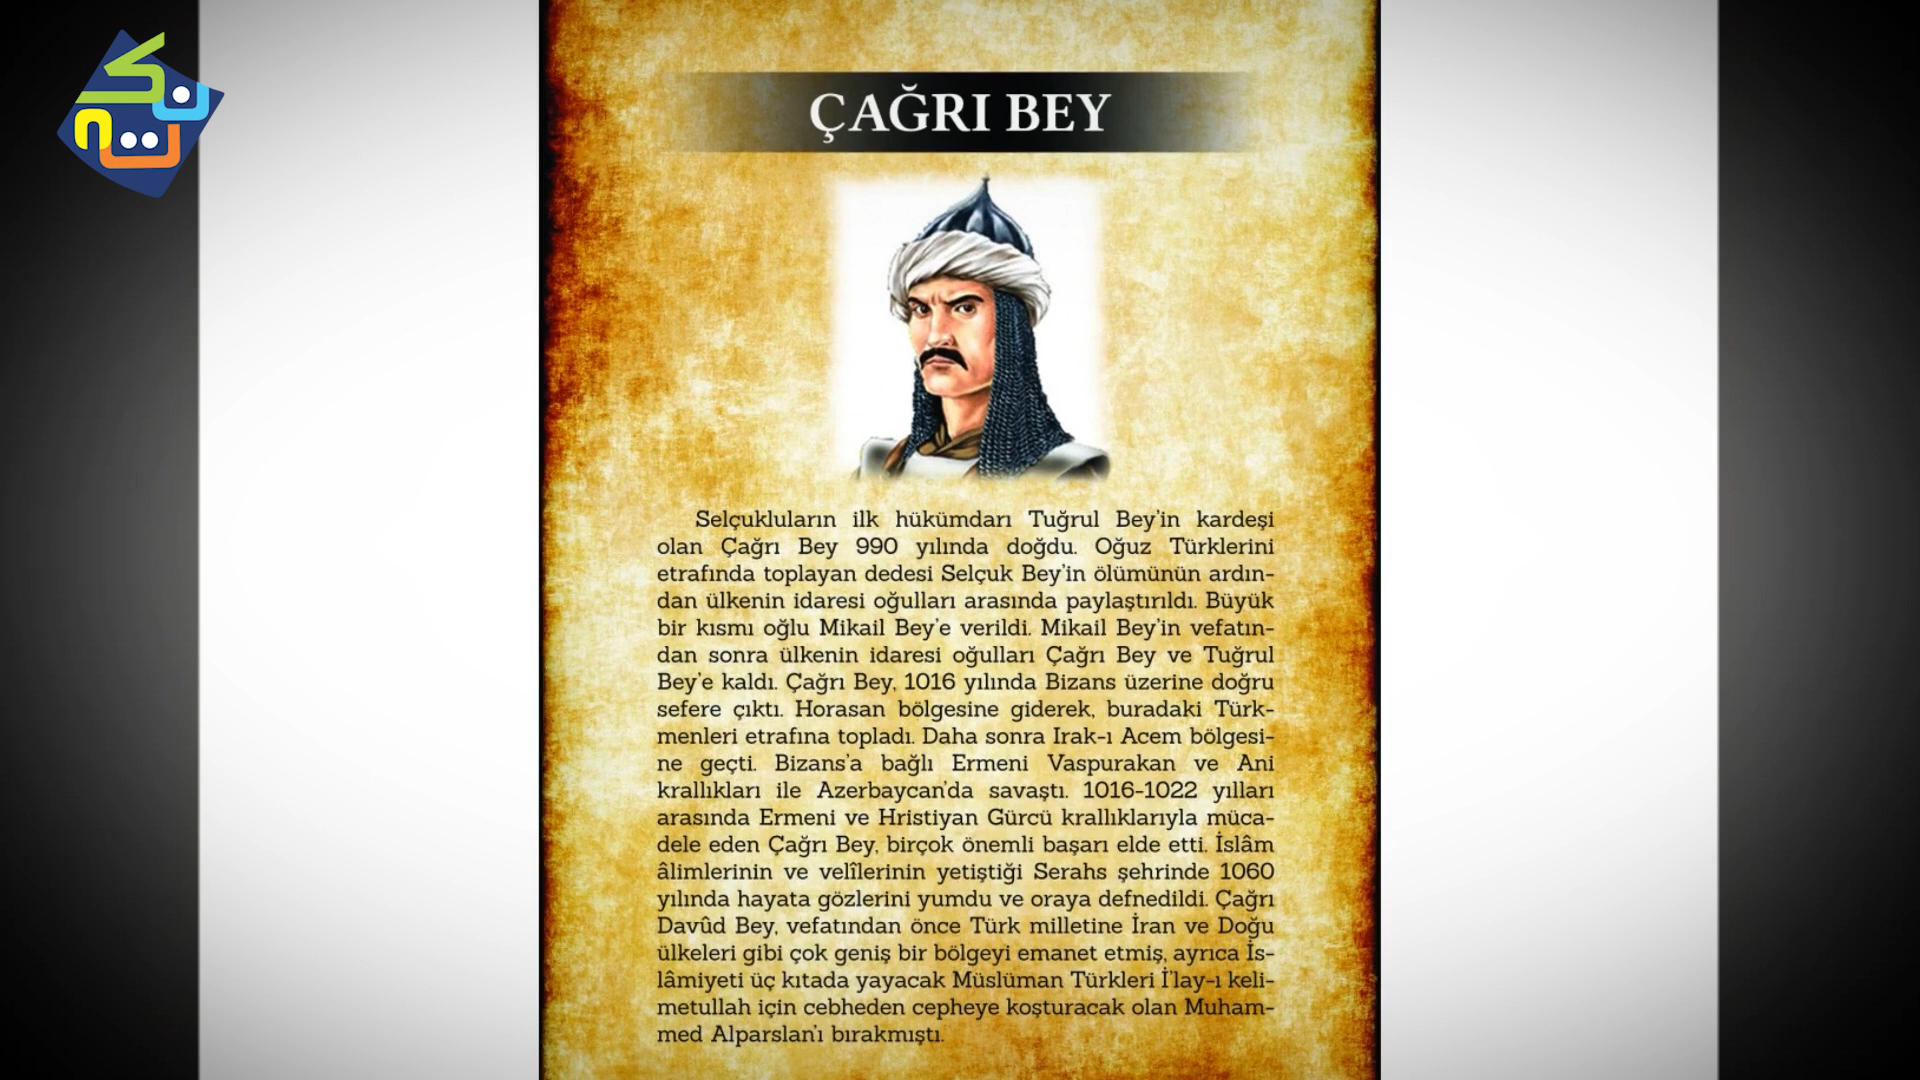 ÇAĞRI BEY
Selçukluların ilk hükümdarı Tuğrul Bey'in kardeşi
olan Çağrı Bey 990 yılında doğdu. Oğuz Türklerini
etrafında toplayan dedesi Selçuk Bey'in ölümünün ardın-
dan ülkenin idaresi oğulları arasında paylaştırıldı. Büyük
bir kısmı oğlu Mikail Bey'e verildi. Mikail Bey'in vefatın-
dan sonra ülkenin idaresi oğulları Çağrı Bey ve Tuğrul
Bey'e kaldı. Çağrı Bey, 1016 yılında Bizans üzerine doğru
sefere çıktı. Horasan bölgesine giderek, buradaki Türk-
menleri etrafına topladı. Daha sonra Irak-ı Acem bölgesi-
ne geçti. Bizans'a bağlı Ermeni Vaspurakan ve Ani
krallıkları ile Azerbaycan'da savaştı. 1016-1022 yılları
arasında Ermeni ve Hristiyan Gürcü krallıklarıyla müca-
dele eden Çağrı Bey, birçok önemli başarı elde etti. İslâm
âlimlerinin ve velîlerinin yetiştiği Serahs şehrinde 1060
yılında hayata gözlerini yumdu ve oraya defnedildi. Çağrı
Davûd Bey, vefatından önce Türk milletine İran ve Doğu
ülkeleri gibi çok geniş bir bölgeyi emanet etmiş, ayrıca İs-
lâmiyeti üç kıtada yayacak Müslüman Türkleri İ'lay-ı keli-
metullah için cebheden cepheye koşturacak olan Muham-
med Alparslan'ı bırakmıştı.